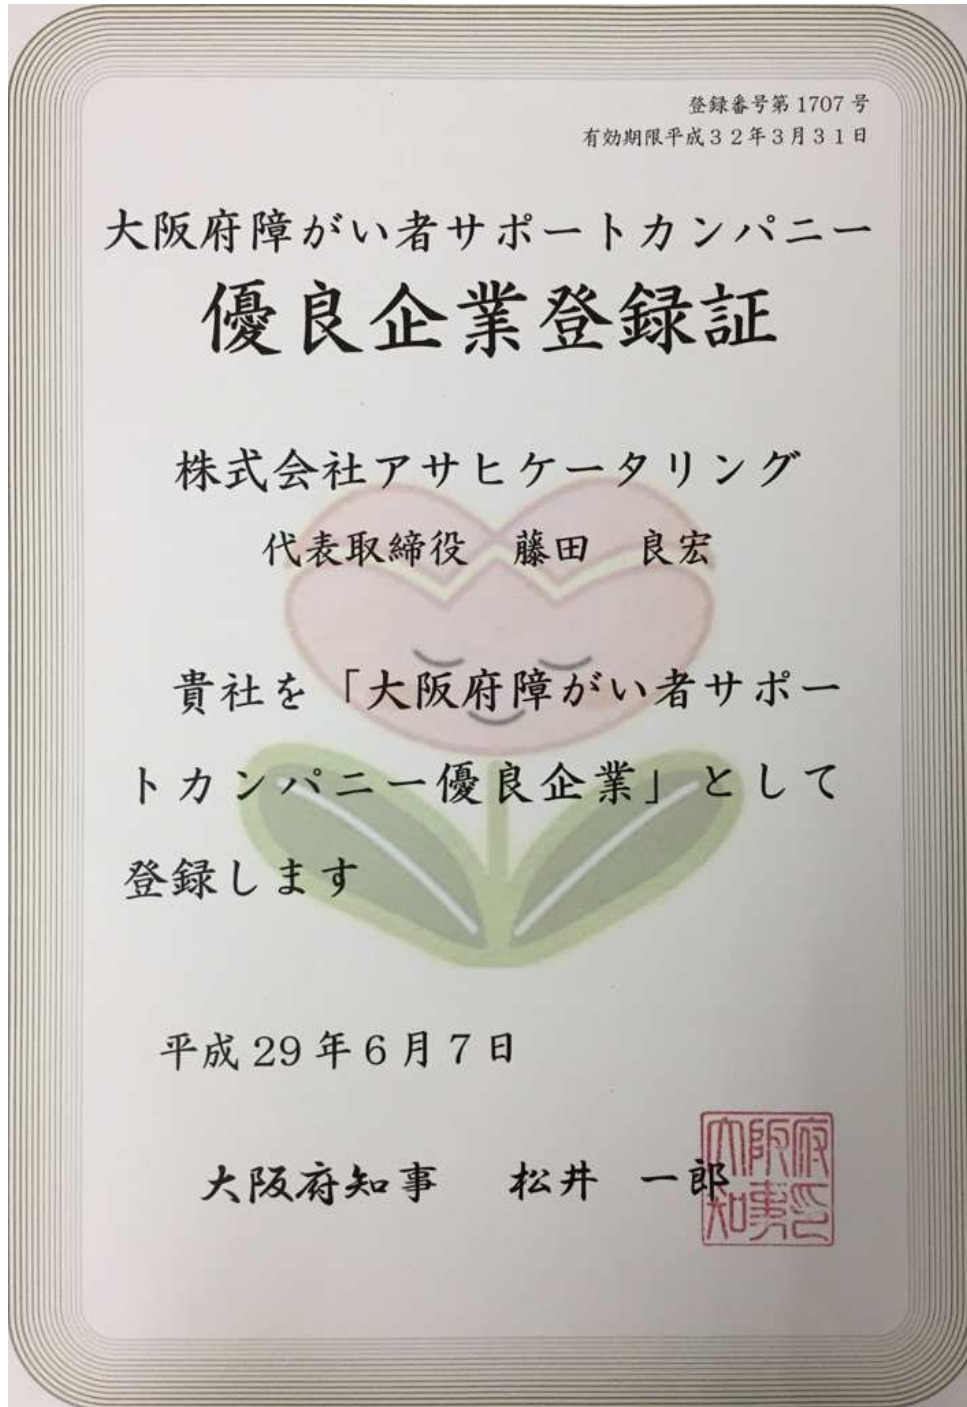 登録番号第1707号
有効期限平成32年3月31日
大阪府障がい者サポートカンパニー
優良企業登録証
株式会社アサヒケータリング
代表取締役 藤田 良宏
貴社を「大阪府障がい者サポー
トカンパニー優良企業」として
登録します
平成29年6月7日
大阪府知事 松井 一郎
大阪府
知事印